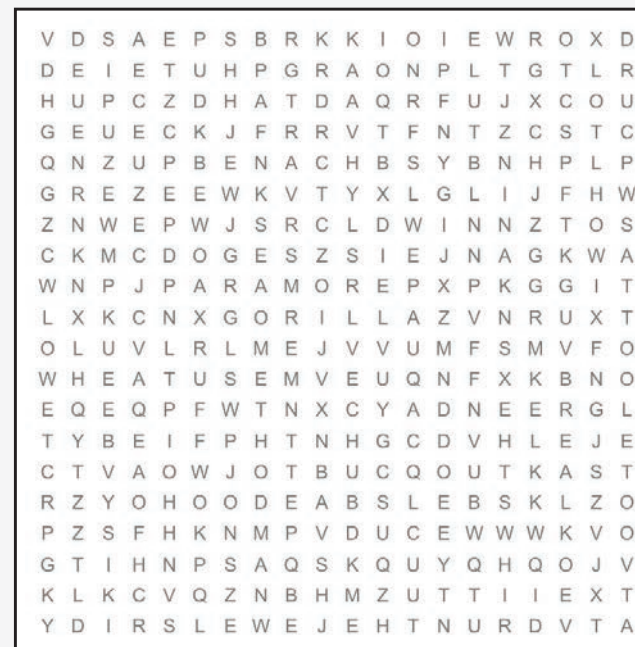 V D S A E P S B R K K I O I E W R O X D
D E I E T U H P G R A O N P L T G T L R
H U P C Z D H A T D A Q R F U J X C O U
G E U E C K J F R R V T F N T Z C S T C
Q N Z U P B E N A C H B S Y B N H P L P
G R E Z E E W K V T Y X L G L I J F H W
Z N W E P W J S R C L D W I N N Z T O S
C K M C D O G E S Z S I E J N A G K W A
W N P J P A R A M O R E P X P K G G I T
L X K C N X G O R I L L A Z V N R U X T
O L U V L R L M E J V V U M F S M V F O
W H E A T U S E M V E U Q N F X K B N O
E Q E Q P F W T N X C Y A D N E E R G L
T Y B E I F P H T N H G C D V H L E J E
C T V A O W J O T B U C Q O U T K A S T
R Z Y O H O O D E A B S L E B S K L Z O
P Z S F H K N M P V D U C E W W W K V O
G T I H N P S A Q S K Q U Y Q H Q O J V
K L K C V Q Z N B H M Z U T T I I E X T
Y D I R S L E W E J E H T N U R D V T A